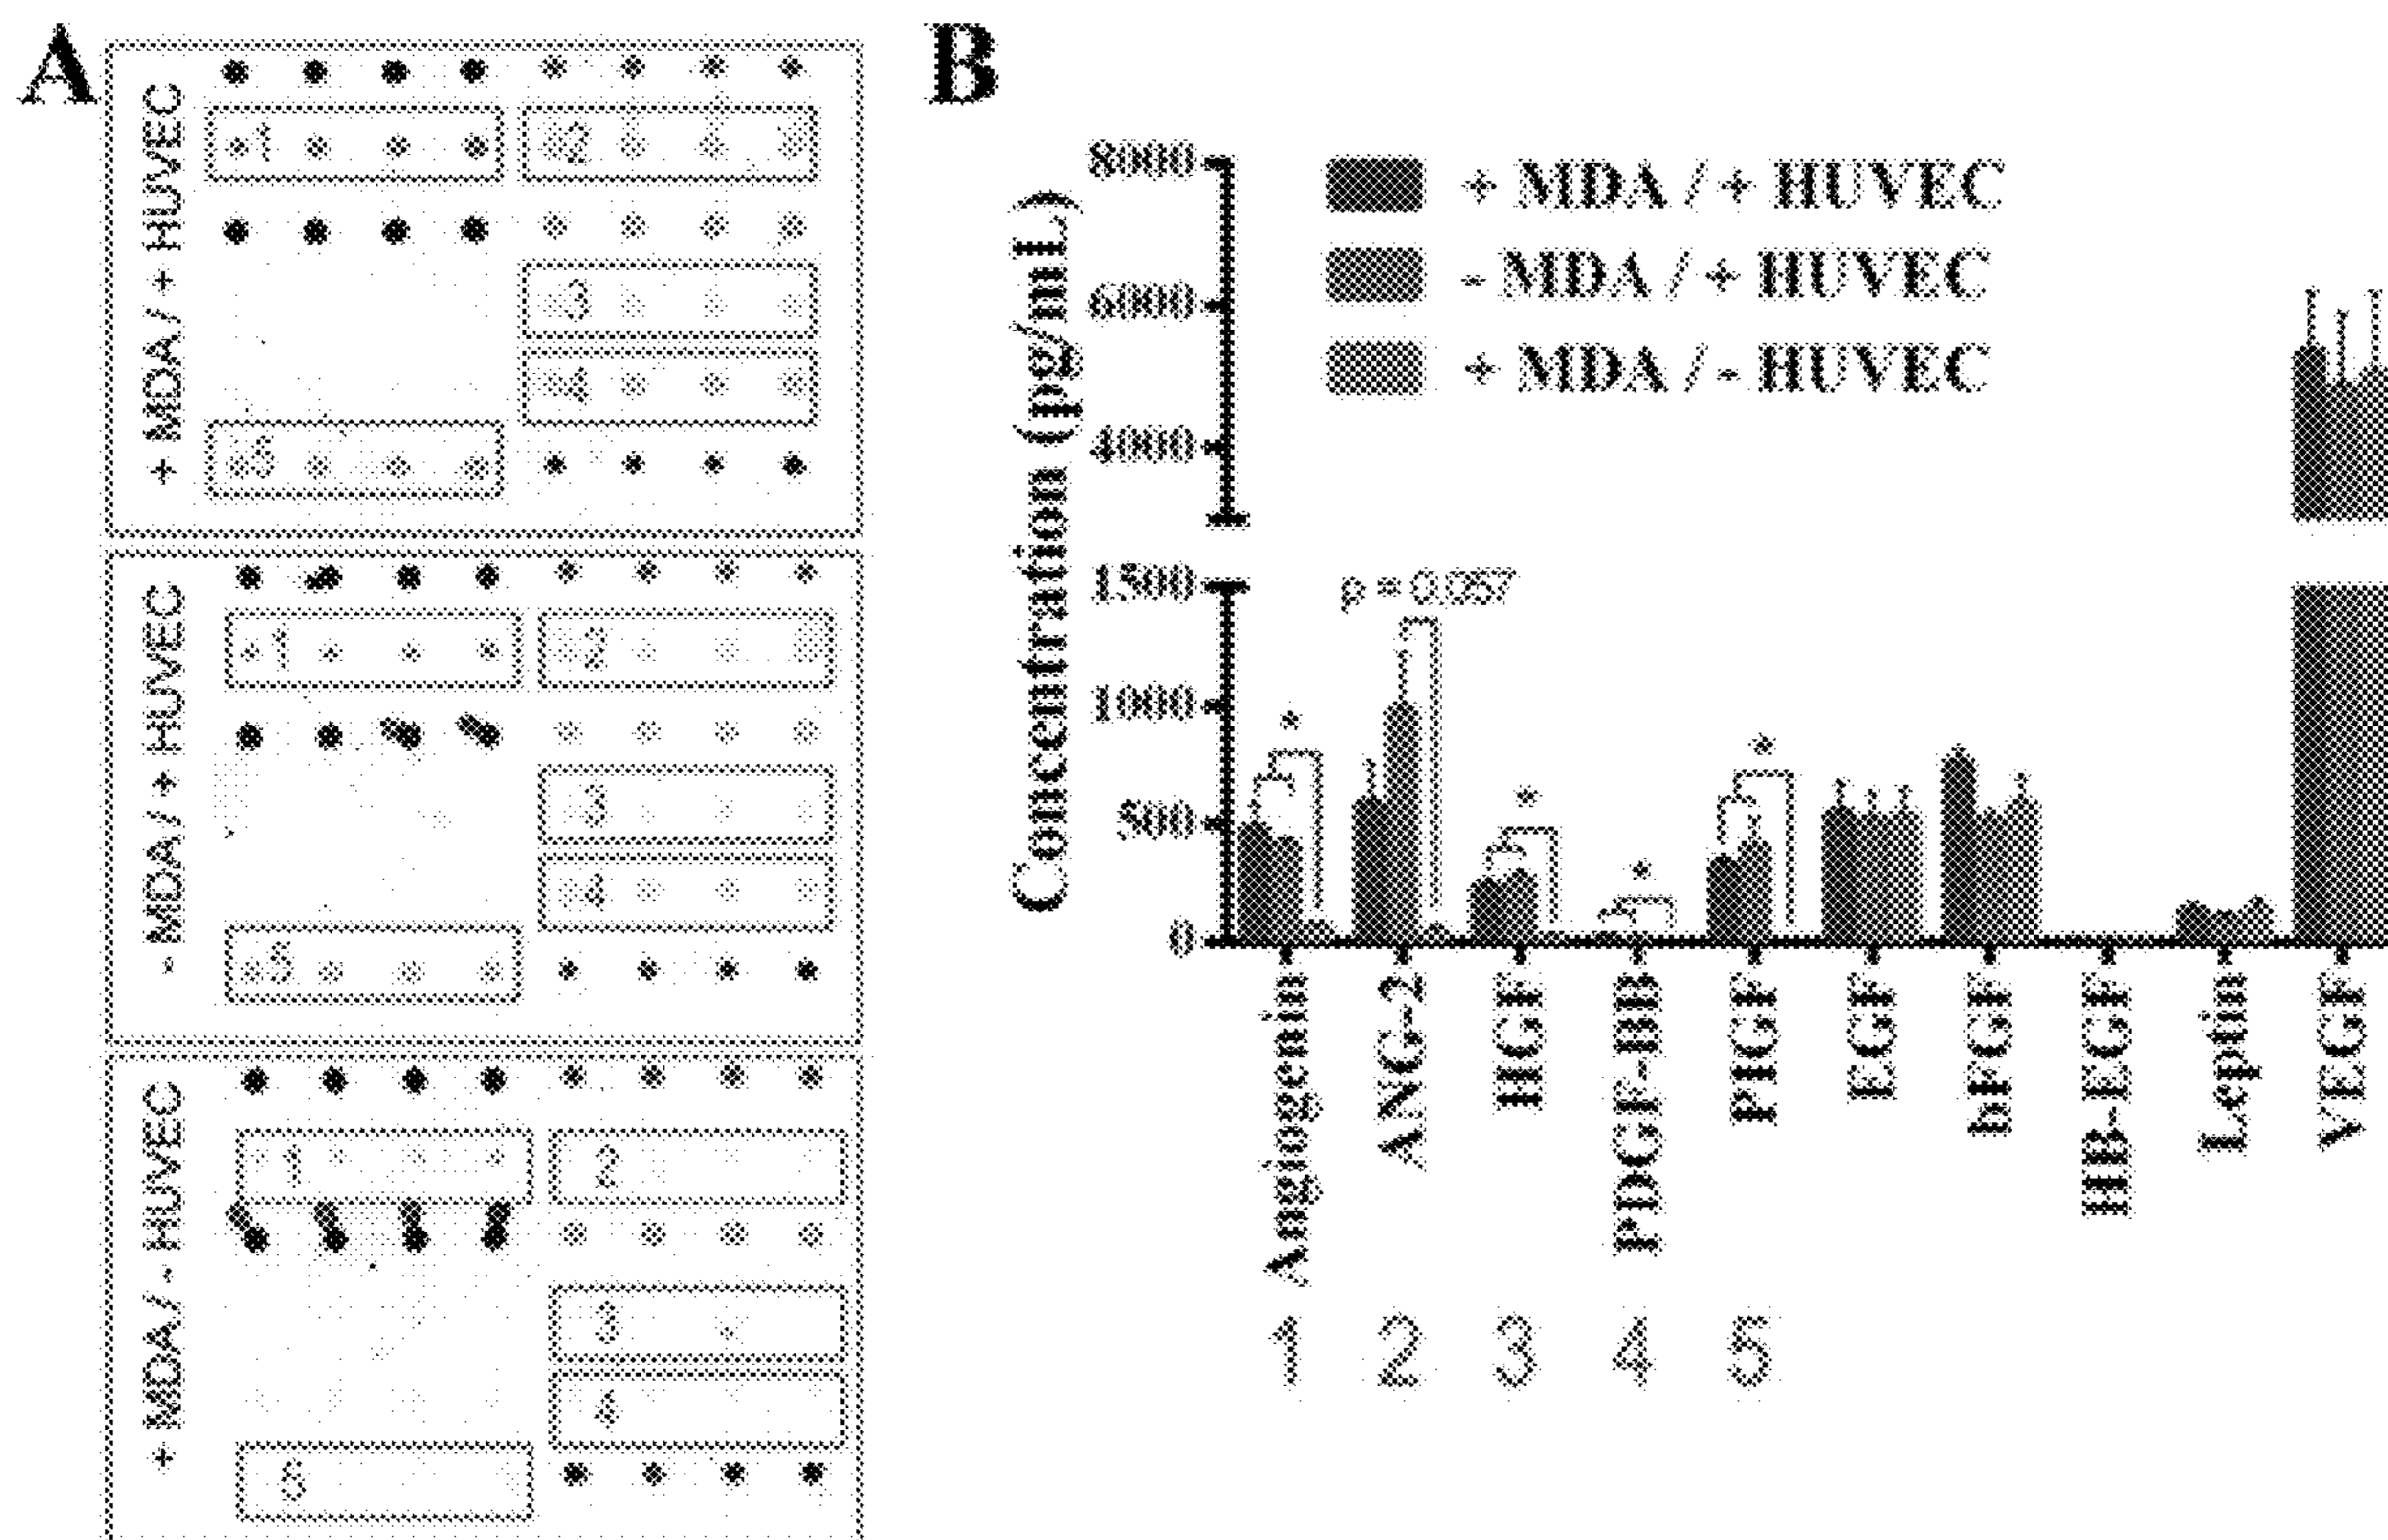 A
+ MDA / + HUVEC
1
2
3
4
5
- MDA / + HUVEC
1
2
3
4
5
+ MDA / - HUVEC
1
2
3
4
5
B
Concentration (pg/mL)
8000
6000
4000
1500
1000
500
0
+ MDA / + HUVEC
- MDA / + HUVEC
+ MDA / - HUVEC
p = 0.057
*
*
*
*
Angiogenin
ANG-2
HGF
PDGF-BB
PIGF
EGF
bFGF
HB-EGF
Leptin
VEGF
1 2 3 4 5